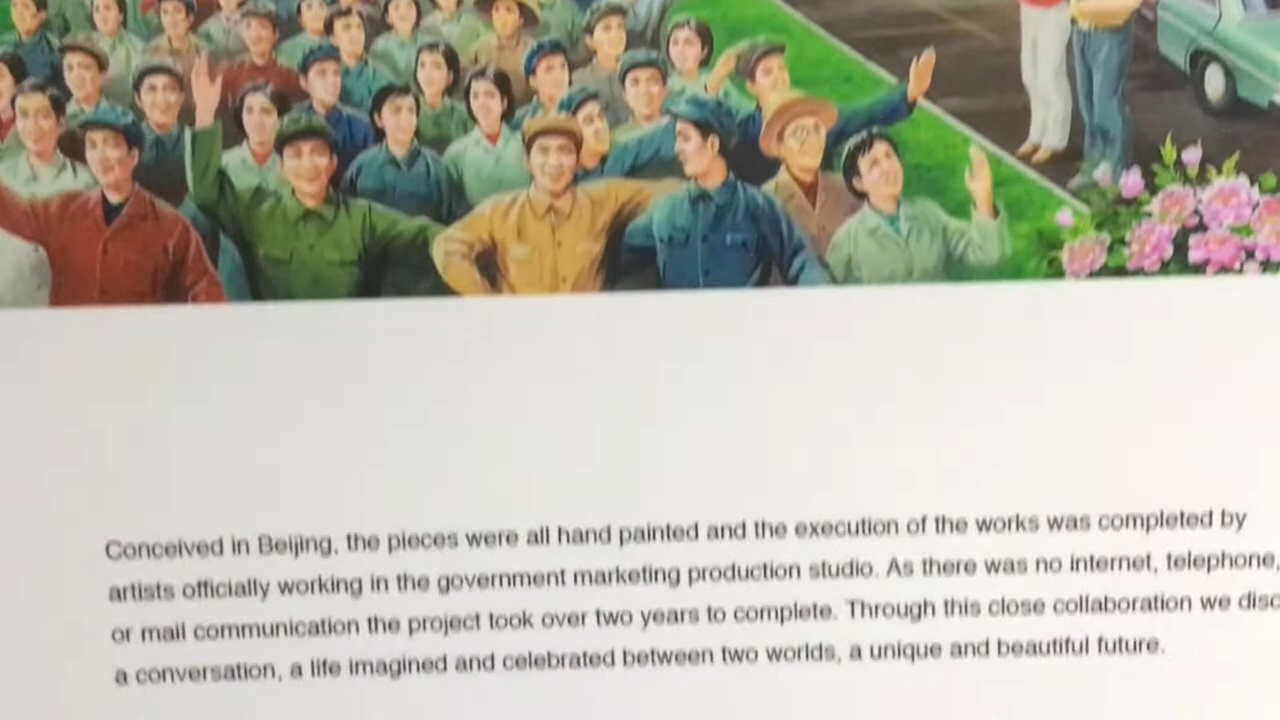 Conceived in Beijing, the pieces were all hand painted and the execution of the works was completed by
artists officially working in the government marketing production studio. As there was no internet, telephone,
or mail communication the project took over two years to complete. Through this close collaboration we
a conversation, a life imagined and celebrated between two worlds, a unique and beautiful future.